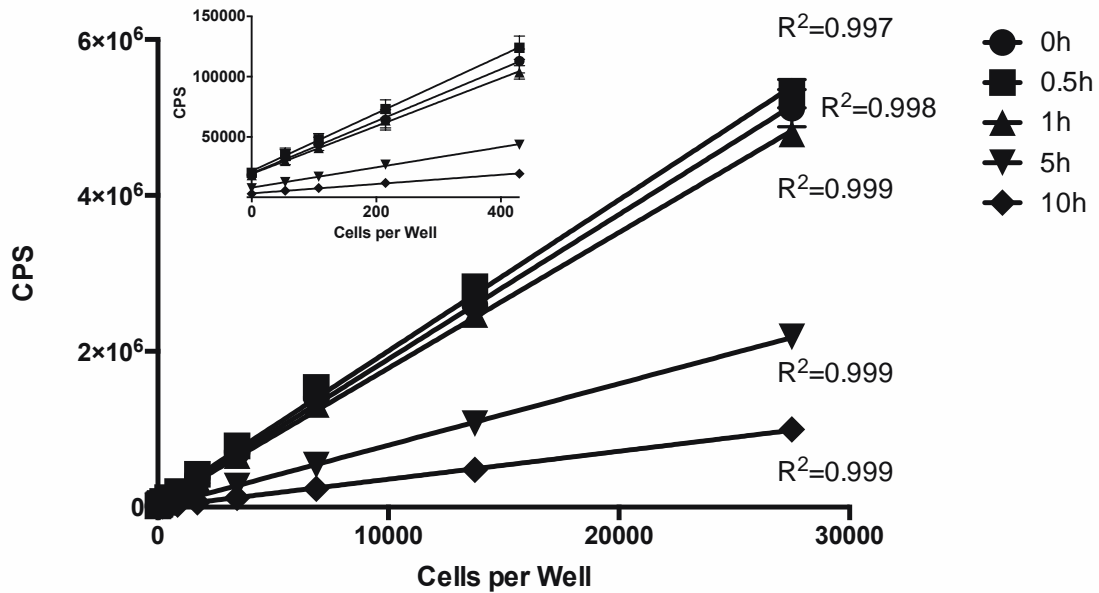 150000
100000
50000
CPS
0
200
400
Cells per Well
6×10⁶
4×10⁶
2×10⁶
0
CPS
0
10000
20000
30000
Cells per Well
R²=0.997
R²=0.998
R²=0.999
R²=0.999
R²=0.999
0h
0.5h
1h
5h
10h